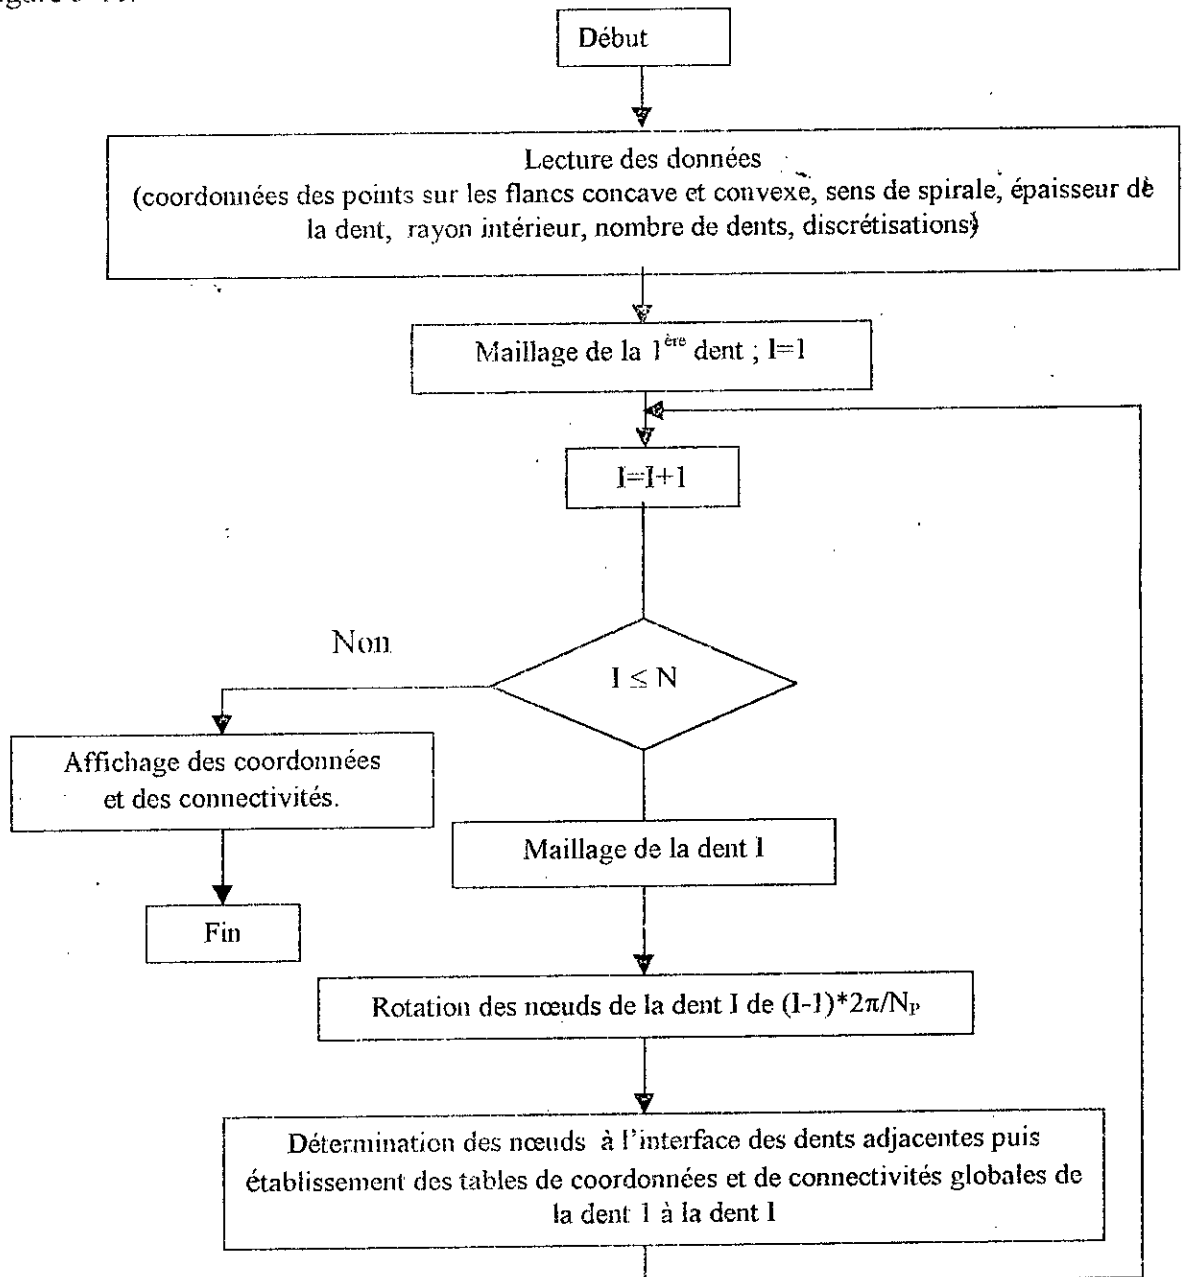 Début
Lecture des données
(coordonnées des points sur les flancs concave et convexe, sens de spirale, épaisseur de
la dent, rayon intérieur, nombre de dents, discrétisations)
Maillage de la 1ère dent ; I=1
I=I+1
Non
I ≤ N
Affichage des coordonnées
et des connectivités.
Maillage de la dent I
Fin
Rotation des nœuds de la dent I de (I-1)*2π/NP
Détermination des nœuds à l'interface des dents adjacentes puis
établissement des tables de coordonnées et de connectivités globales de
la dent 1 à la dent I